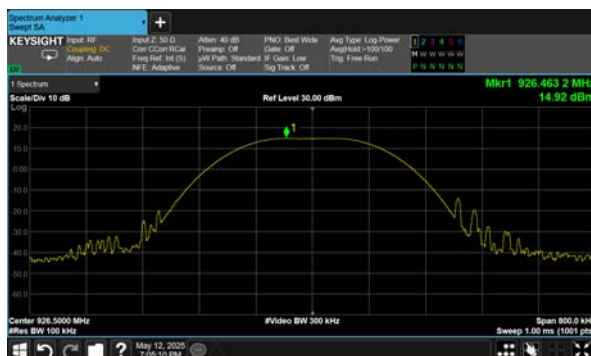 Spectrum Analyzer 1
Swept SA
+
KEYSIGHT
Input: RF
Coupling: DC
Align: Auto
Input Z: 50 Ω
Corr CCorr RCal
Freq Ref: Int (S)
NFE: Adaptive
Atten: 40 dB
Preamp: Off
µW Path: Standard
Source: Off
PNO: Best Wide
Gate: Off
IF Gain: Low
Sig Track: Off
Avg Type: Log-Power
Avg|Hold:>100/100
Trig: Free Run
1 2 3 4 5 6
M W W W W W
P N N N N N
1 Spectrum
Scale/Div 10 dB
Ref Level 30.00 dBm
Mkr1 926.463 2 MHz
14.92 dBm
Log
1
20.0
10.0
0.00
-10.0
-20.0
-30.0
-40.0
-50.0
-60.0
Center 926.5000 MHz
#Video BW 300 kHz
Span 800.0 kHz
#Res BW 100 kHz
Sweep 1.00 ms (1001 pts)
?
May 12, 2025
7:05:10 PM